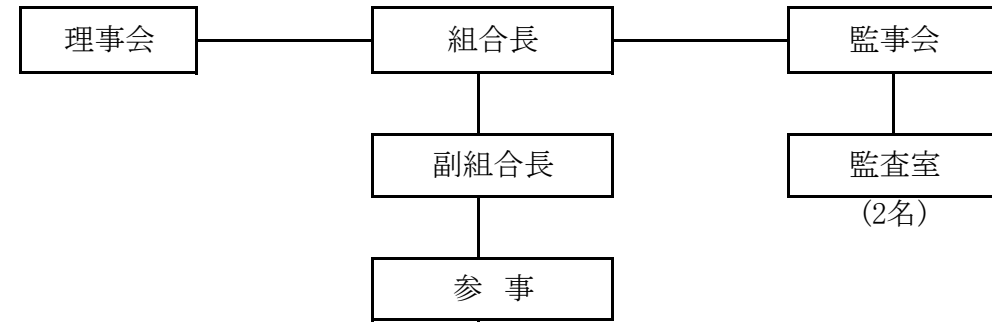 理事会 組合長 監事会
副組合長 監査室
(2名)
参 事